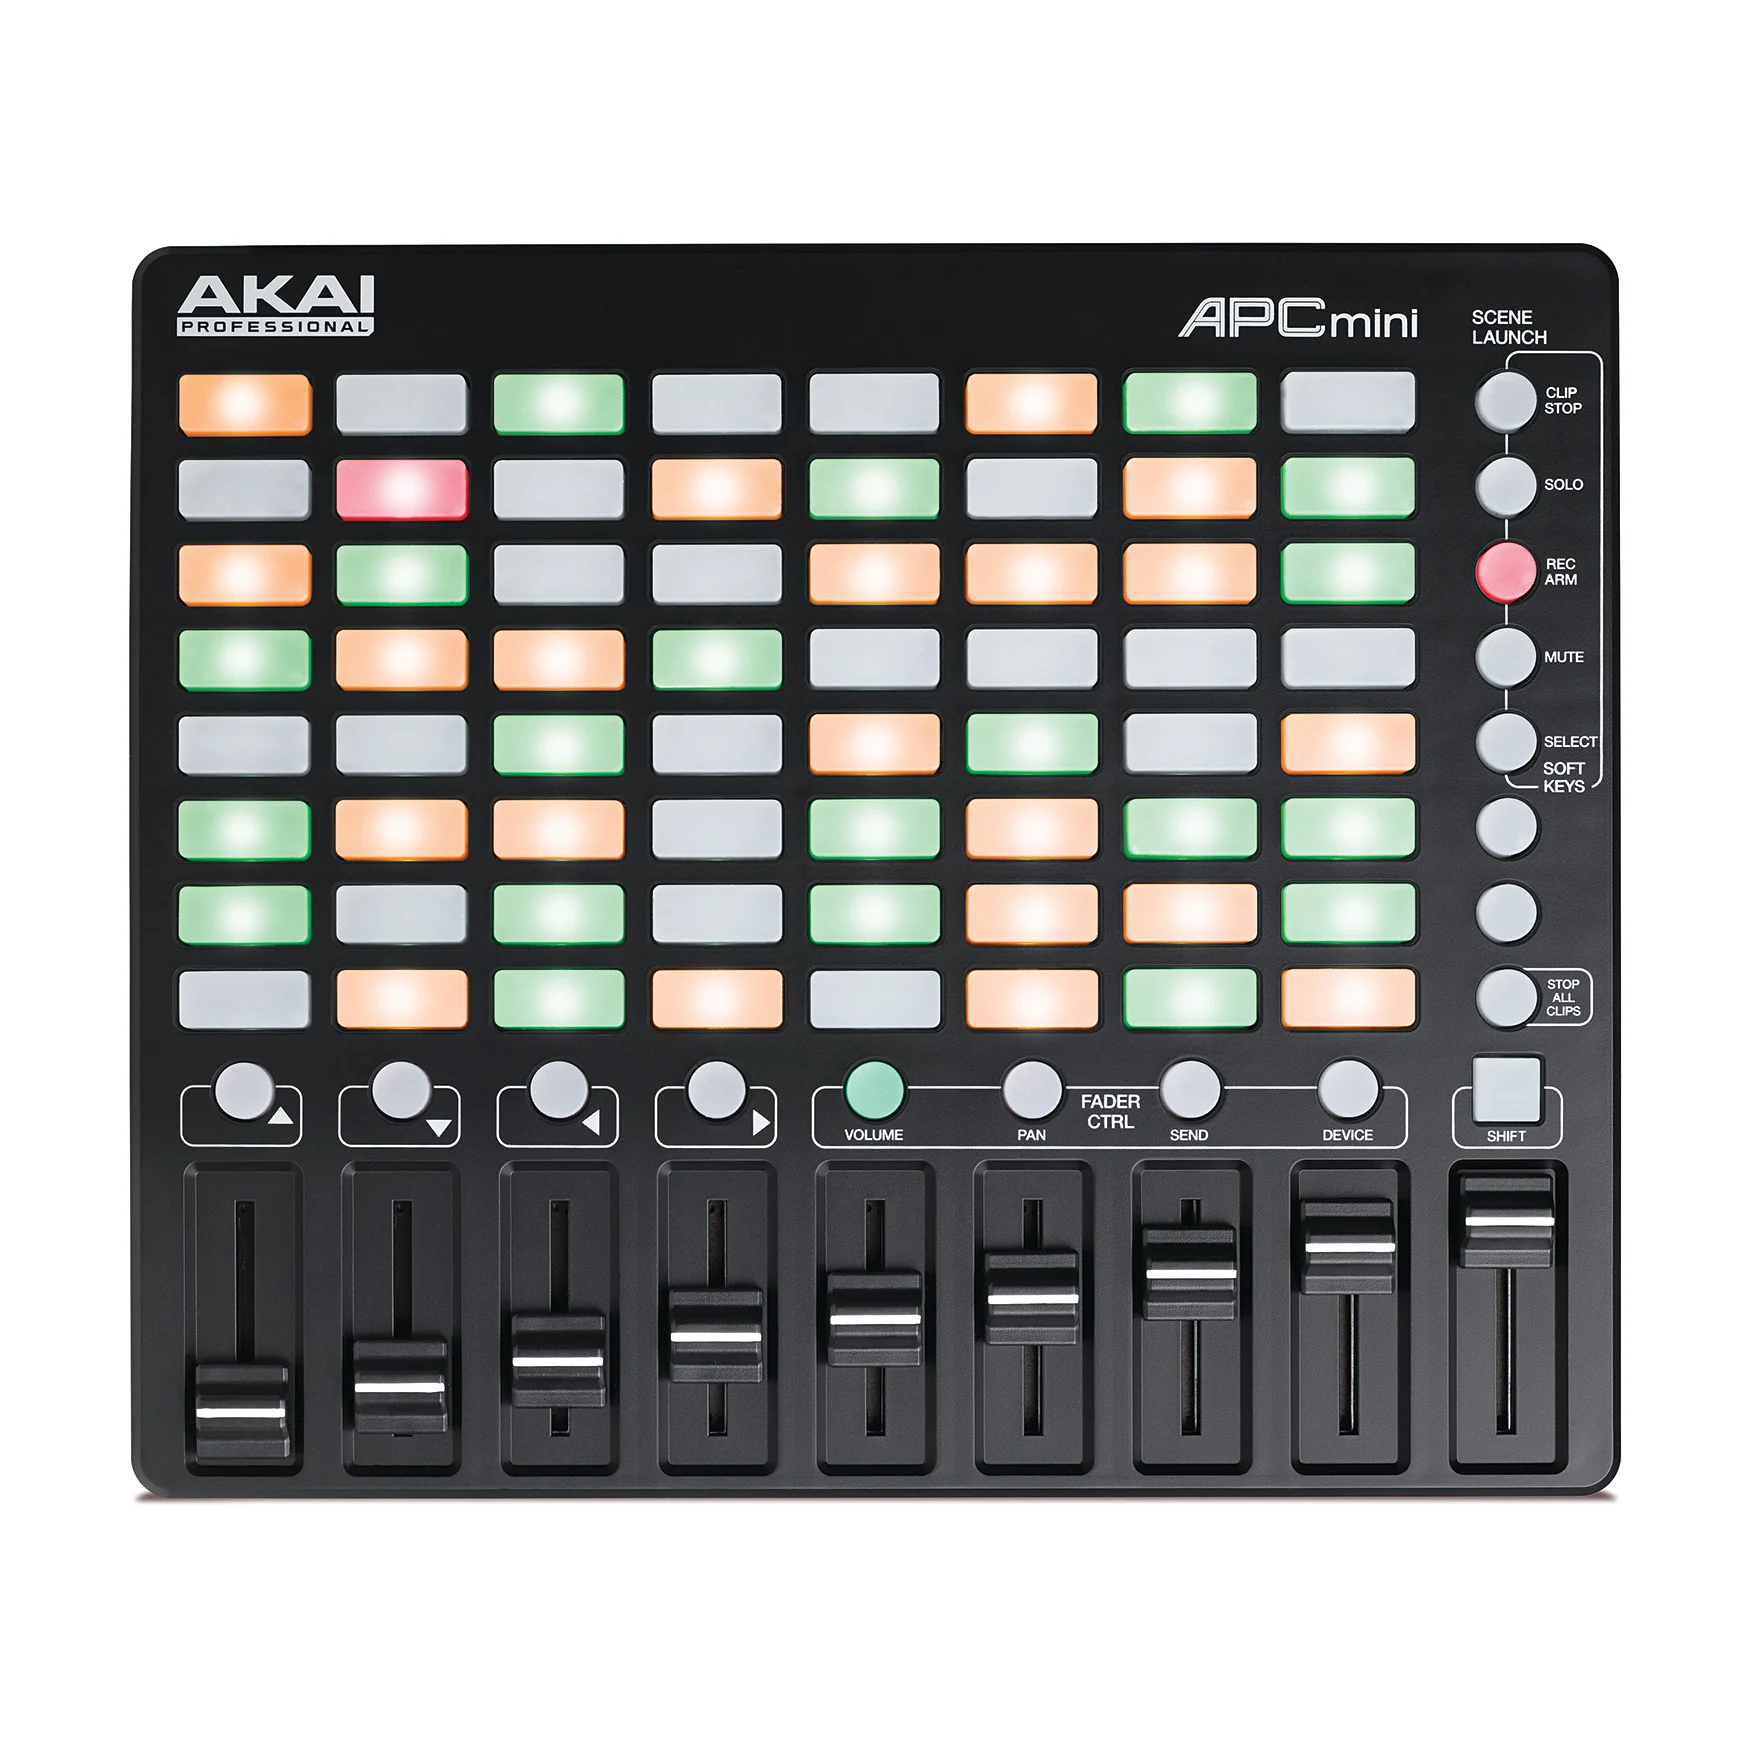 AKAI
PROFESSIONAL
APCmini
SCENE
LAUNCH
CLIP
STOP
SOLO
REC
ARM
MUTE
SELECT
SOFT
KEYS
STOP
ALL
CLIPS
VOLUME
PAN
FADER
CTRL
SEND
DEVICE
SHIFT